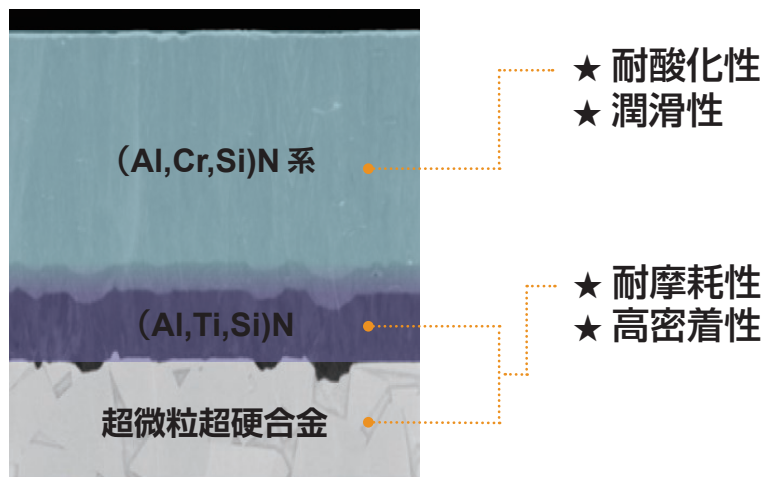 ★ 耐酸化性
★ 潤滑性
（Al,Cr,Si)N 系
★ 耐摩耗性
★ 高密着性
（Al,Ti,Si)N
超微粒超硬合金